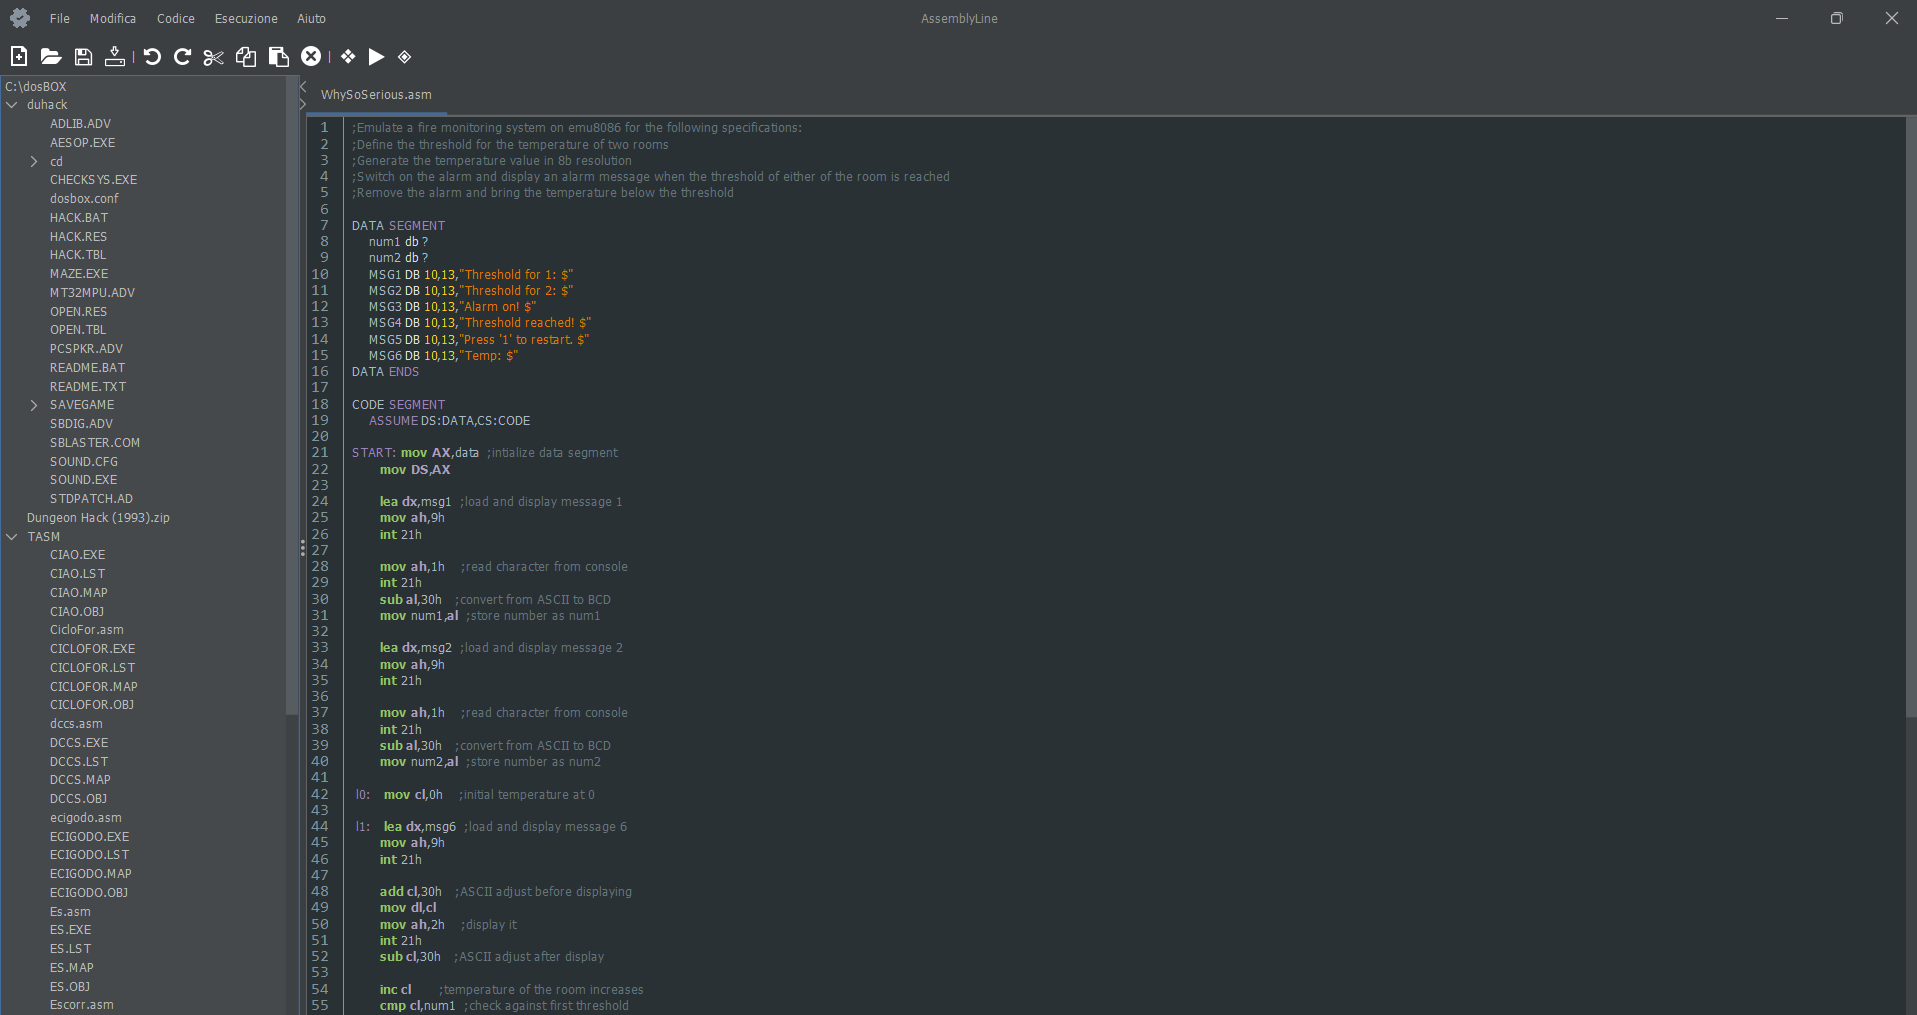 File Modifica Codice Esecuzione Aiuto
AssemblyLine
C:\dosBOX
duhack
ADLIB.ADV
AESOP.EXE
cd
CHECKSYS.EXE
dosbox.conf
HACK.BAT
HACK.RES
HACK.TBL
MAZE.EXE
MT32MPU.ADV
OPEN.RES
OPEN.TBL
PCSPKR.ADV
README.BAT
README.TXT
SAVEGAME
SBDIG.ADV
SBLASTER.COM
SOUND.CFG
SOUND.EXE
STDPATCH.AD
Dungeon Hack (1993).zip
TASM
CIAO.EXE
CIAO.LST
CIAO.MAP
CIAO.OBJ
CicloFor.asm
CICLOFOR.EXE
CICLOFOR.LST
CICLOFOR.MAP
CICLOFOR.OBJ
dccs.asm
DCCS.EXE
DCCS.LST
DCCS.MAP
DCCS.OBJ
ecigodo.asm
ECIGODO.EXE
ECIGODO.LST
ECIGODO.MAP
ECIGODO.OBJ
Es.asm
ES.EXE
ES.LST
ES.MAP
ES.OBJ
Escorr.asm
WhySoSerious.asm
1 ;Emulate a fire monitoring system on emu8086 for the following specifications:
2 ;Define the threshold for the temperature of two rooms
3 ;Generate the temperature value in 8b resolution
4 ;Switch on the alarm and display an alarm message when the threshold of either of the room is reached
5 ;Remove the alarm and bring the temperature below the threshold
6
7 DATA SEGMENT
8 num1 db ?
9 num2 db ?
10 MSG1 DB 10,13,"Threshold for 1: $"
11 MSG2 DB 10,13,"Threshold for 2: $"
12 MSG3 DB 10,13,"Alarm on! $"
13 MSG4 DB 10,13,"Threshold reached! $"
14 MSG5 DB 10,13,"Press '1' to restart. $"
15 MSG6 DB 10,13,"Temp: $"
16 DATA ENDS
17
18 CODE SEGMENT
19 ASSUME DS:DATA,CS:CODE
20
21 START: mov AX,data ;intialize data segment
22 mov DS,AX
23
24 lea dx,msg1 ;load and display message 1
25 mov ah,9h
26 int 21h
27
28 mov ah,1h ;read character from console
29 int 21h
30 sub al,30h ;convert from ASCII to BCD
31 mov num1,al ;store number as num1
32
33 lea dx,msg2 ;load and display message 2
34 mov ah,9h
35 int 21h
36
37 mov ah,1h ;read character from console
38 int 21h
39 sub al,30h ;convert from ASCII to BCD
40 mov num2,al ;store number as num2
41
42 l0: mov cl,0h ;initial temperature at 0
43
44 l1: lea dx,msg6 ;load and display message 6
45 mov ah,9h
46 int 21h
47
48 add cl,30h ;ASCII adjust before displaying
49 mov dl,cl
50 mov ah,2h ;display it
51 int 21h
52 sub cl,30h ;ASCII adjust after display
53
54 inc cl ;temperature of the room increases
55 cmp cl,num1 ;check against first threshold